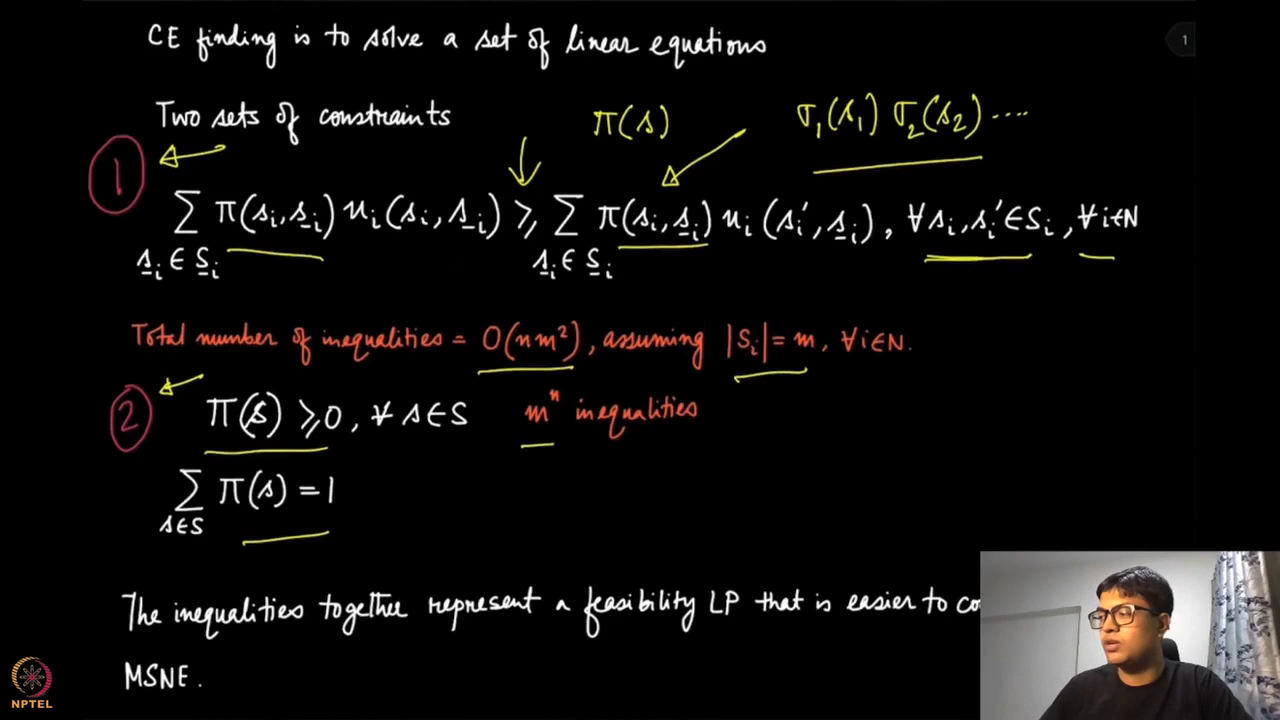 CE finding is to solve a set of linear equations
1
Two sets of constraints
π(s) σ₁(s₁) σ₂(s₂)....
1
∑ π(sᵢ, s̲ᵢ) uᵢ(sᵢ, s̲ᵢ) ⩾ ∑ π(sᵢ, s̲ᵢ) uᵢ(sᵢ', s̲ᵢ), ∀ sᵢ, sᵢ' ∈ Sᵢ, ∀ i∈N
s̲ᵢ ∈ S̲ᵢ s̲ᵢ ∈ S̲ᵢ
Total number of inequalities = O(nm²), assuming |Sᵢ| = m, ∀ i∈N.
2
π(s) ⩾ 0, ∀ s ∈ S mⁿ inequalities
∑ π(s) = 1
s∈S
The inequalities together represent a feasibility LP that is easier to
MSNE.
NPTEL